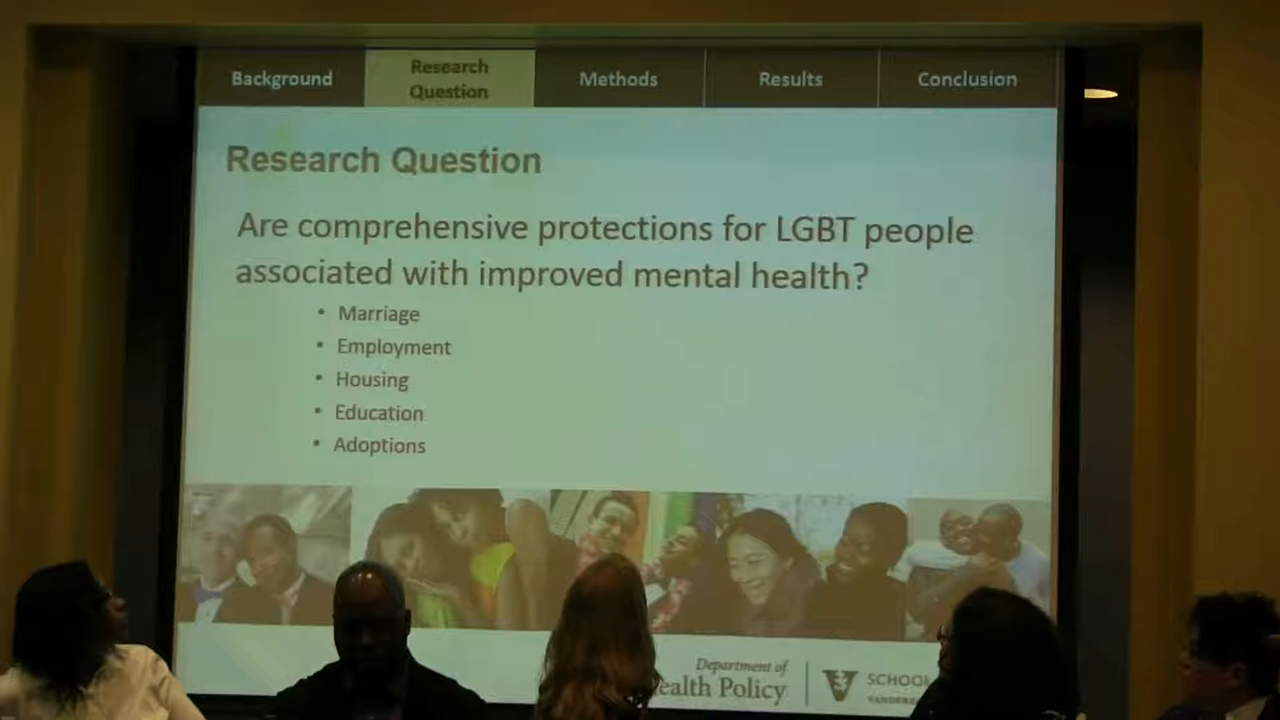 Background
Research
Question
Methods
Results
Conclusion
Research Question
Are comprehensive protections for LGBT people
associated with improved mental health?
• Marriage
• Employment
• Housing
• Education
• Adoptions
Department of
ealth Policy
V
SCHOOL